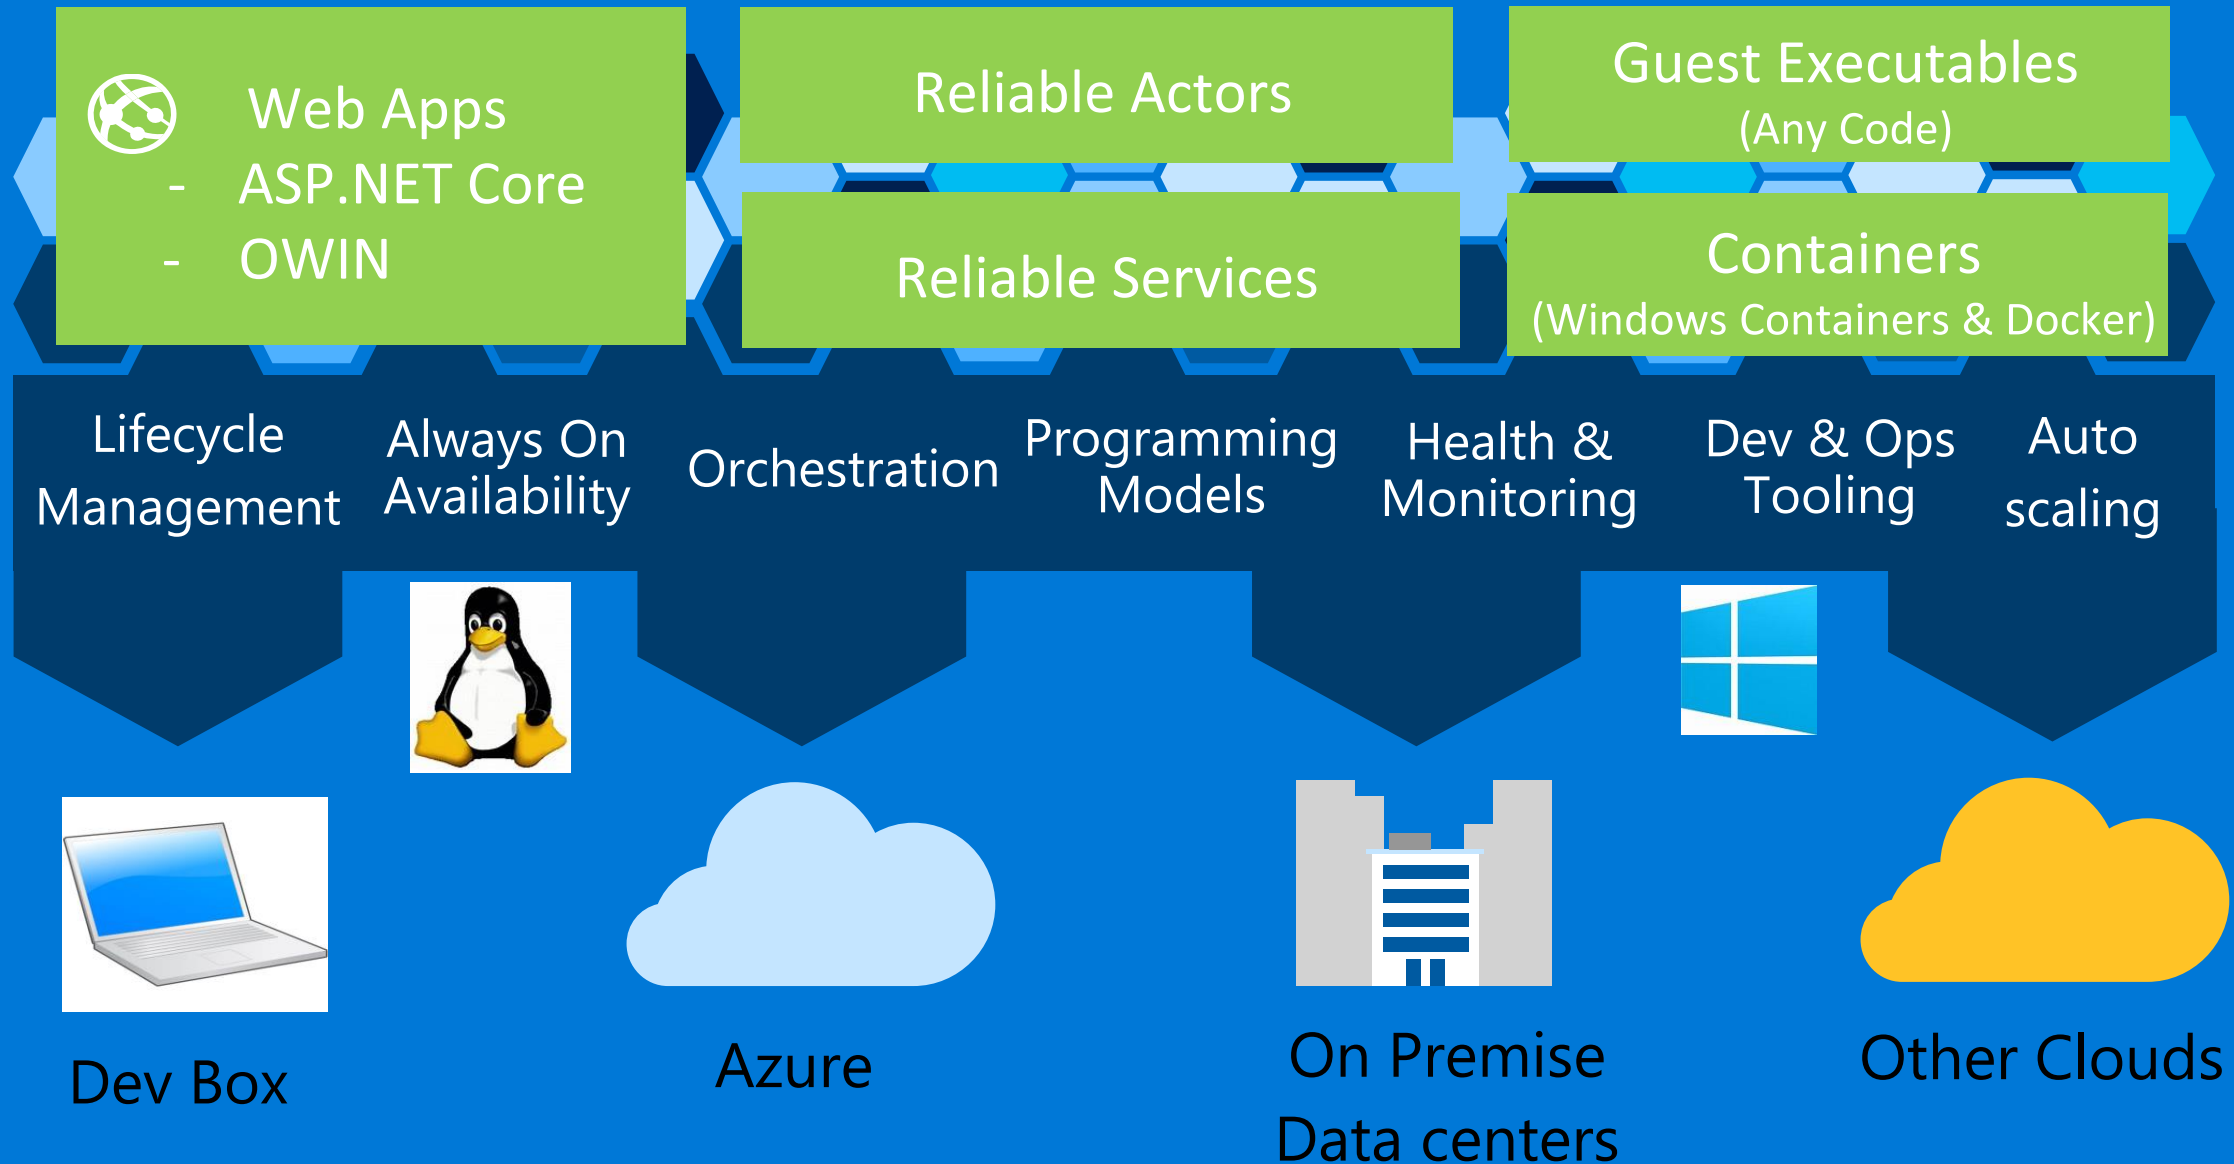 Web Apps
- ASP.NET Core
- OWIN
Reliable Actors
Reliable Services
Guest Executables
(Any Code)
Containers
(Windows Containers & Docker)
Lifecycle
Management
Always On
Availability
Orchestration
Programming
Models
Health &
Monitoring
Dev & Ops
Tooling
Auto
scaling
Dev Box
Azure
On Premise
Data centers
Other Clouds